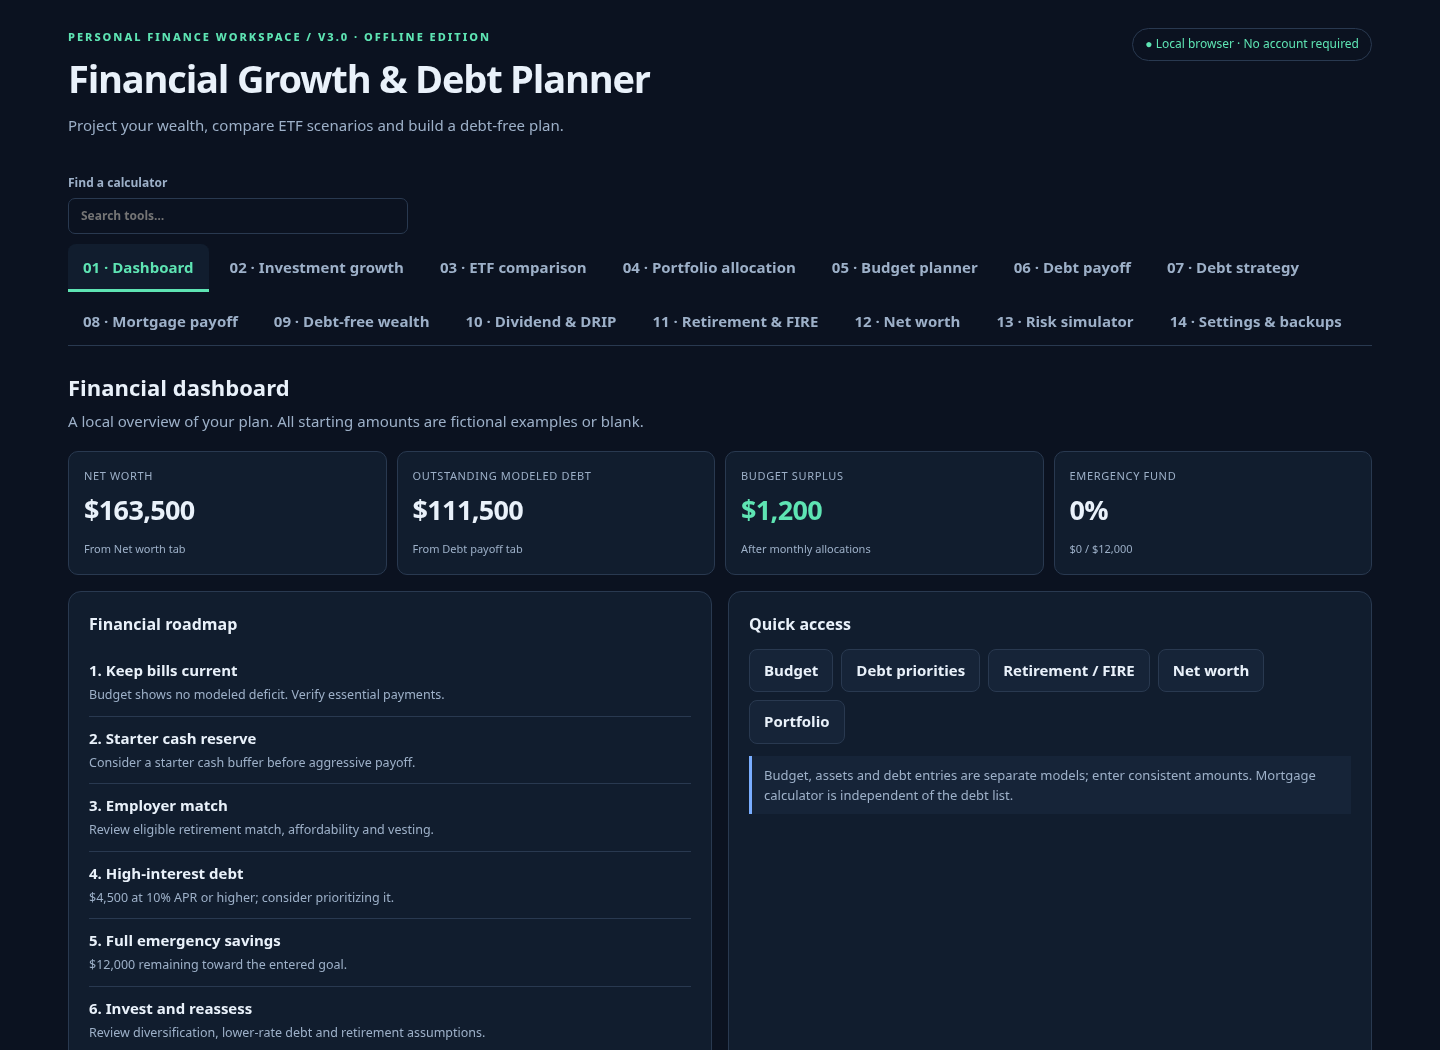 PERSONAL FINANCE WORKSPACE / V3.0 · OFFLINE EDITION
● Local browser · No account required
Financial Growth & Debt Planner
Project your wealth, compare ETF scenarios and build a debt-free plan.
Find a calculator
Search tools...
01 · Dashboard
02 · Investment growth
03 · ETF comparison
04 · Portfolio allocation
05 · Budget planner
06 · Debt payoff
07 · Debt strategy
08 · Mortgage payoff
09 · Debt-free wealth
10 · Dividend & DRIP
11 · Retirement & FIRE
12 · Net worth
13 · Risk simulator
14 · Settings & backups
Financial dashboard
A local overview of your plan. All starting amounts are fictional examples or blank.
NET WORTH
$163,500
From Net worth tab
OUTSTANDING MODELED DEBT
$111,500
From Debt payoff tab
BUDGET SURPLUS
$1,200
After monthly allocations
EMERGENCY FUND
0%
$0 / $12,000
Financial roadmap
1. Keep bills current
Budget shows no modeled deficit. Verify essential payments.
2. Starter cash reserve
Consider a starter cash buffer before aggressive payoff.
3. Employer match
Review eligible retirement match, affordability and vesting.
4. High-interest debt
$4,500 at 10% APR or higher; consider prioritizing it.
5. Full emergency savings
$12,000 remaining toward the entered goal.
6. Invest and reassess
Review diversification, lower-rate debt and retirement assumptions.
Quick access
Budget
Debt priorities
Retirement / FIRE
Net worth
Portfolio
Budget, assets and debt entries are separate models; enter consistent amounts. Mortgage
calculator is independent of the debt list.